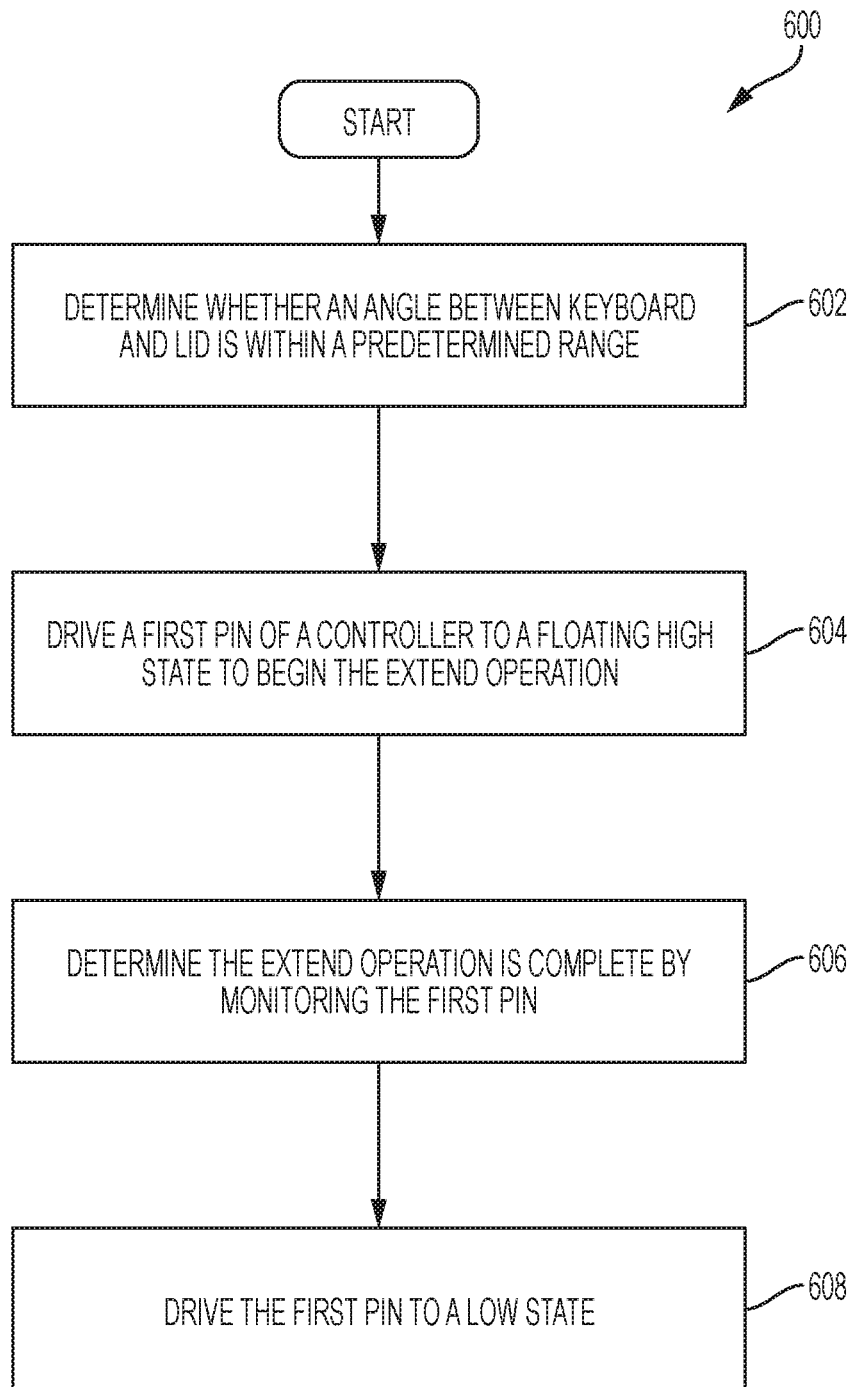 600
START
DETERMINE WHETHER AN ANGLE BETWEEN KEYBOARD
AND LID IS WITHIN A PREDETERMINED RANGE
602
DRIVE A FIRST PIN OF A CONTROLLER TO A FLOATING HIGH
STATE TO BEGIN THE EXTEND OPERATION
604
DETERMINE THE EXTEND OPERATION IS COMPLETE BY
MONITORING THE FIRST PIN
606
DRIVE THE FIRST PIN TO A LOW STATE
608